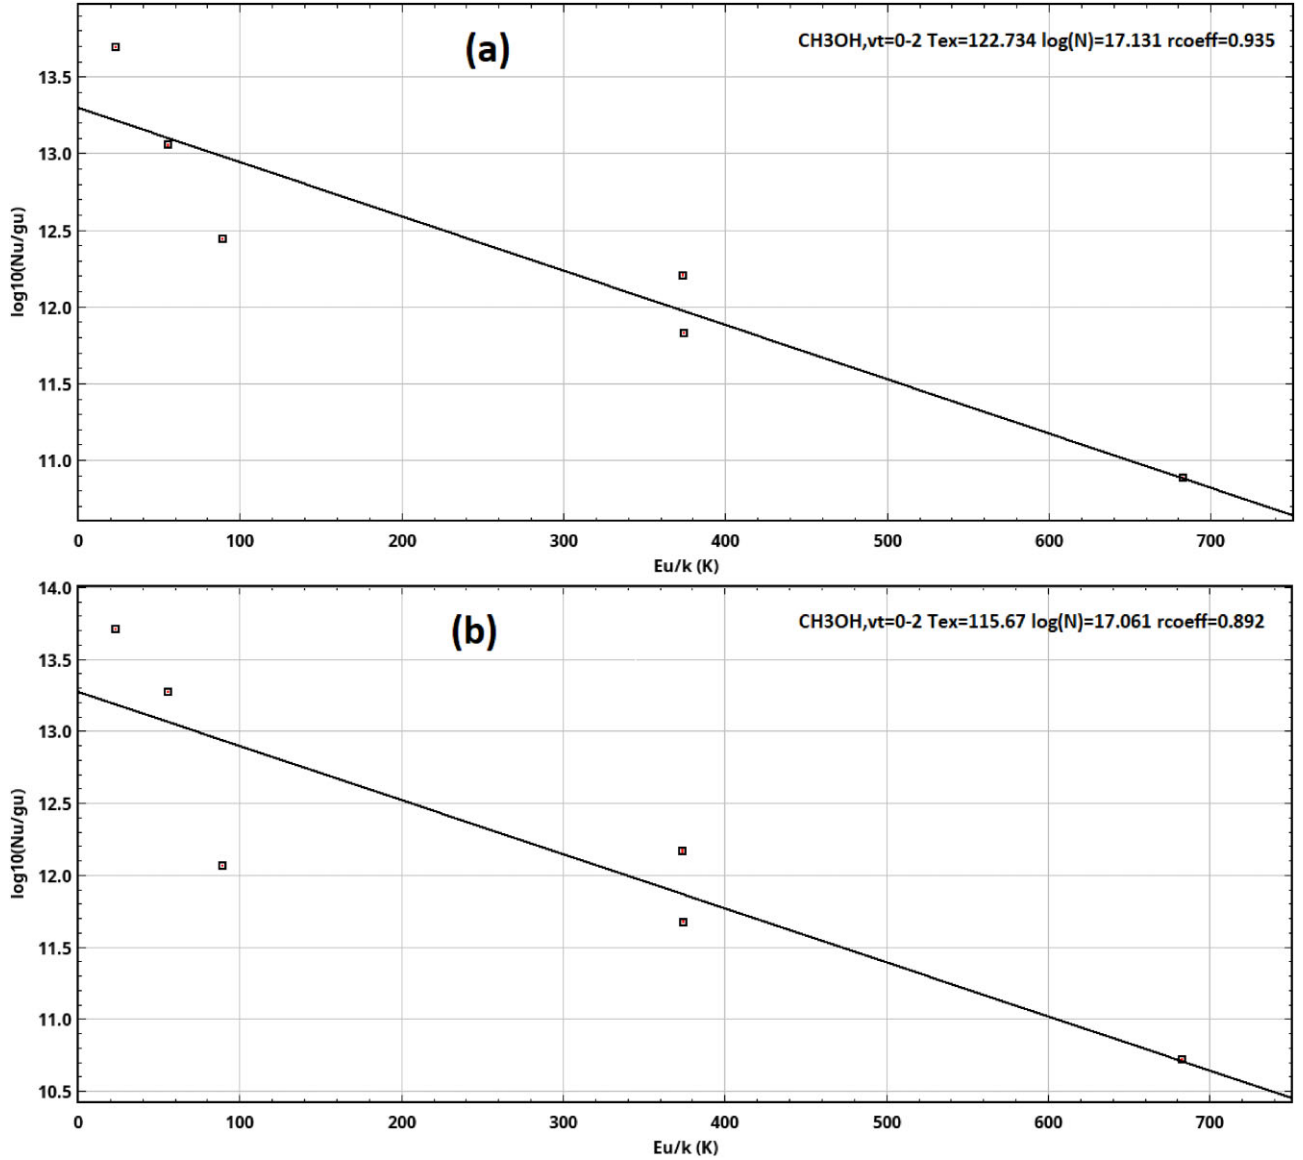 (a)
CH3OH,vt=0-2 Tex=122.734 log(N)=17.131 rcoeff=0.935
log10(Nu/gu)
13.5
13.0
12.5
12.0
11.5
11.0
0 100 200 300 400 500 600 700
Eu/k (K)
(b)
CH3OH,vt=0-2 Tex=115.67 log(N)=17.061 rcoeff=0.892
log10(Nu/gu)
14.0
13.5
13.0
12.5
12.0
11.5
11.0
10.5
0 100 200 300 400 500 600 700
Eu/k (K)